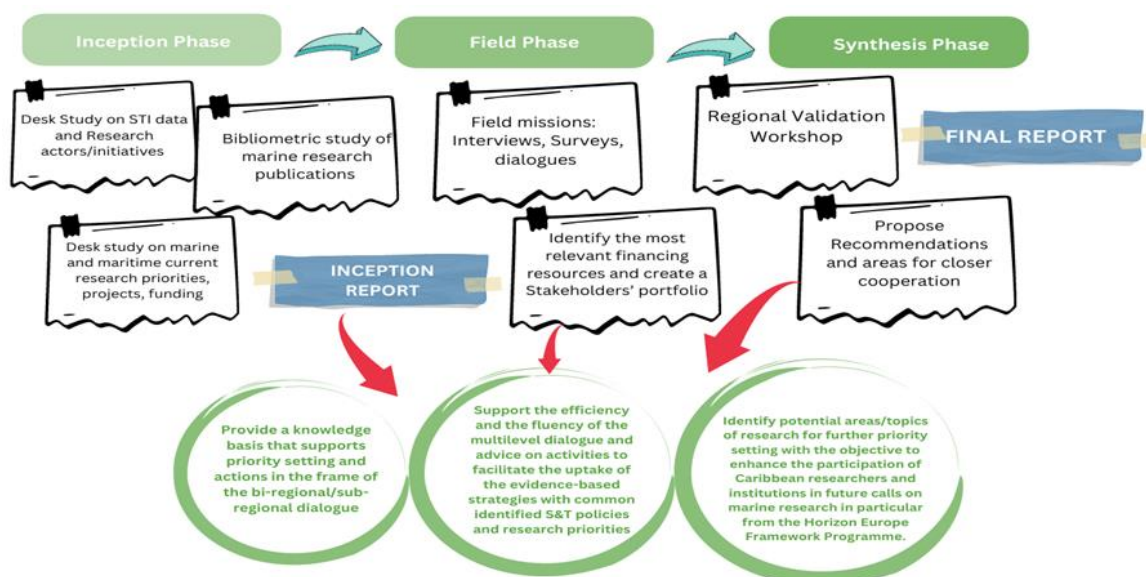 Inception Phase
Field Phase
Synthesis Phase
Desk Study on STI data
and Research
actors/initiatives
Bibliometric study of
marine research
publications
Field missions:
Interviews, Surveys,
dialogues
Regional Validation
Workshop
FINAL REPORT
Desk study on marine
and maritime current
research priorities,
projects, funding
INCEPTION
REPORT
Identify the most
relevant financing
resources and create a
Stakeholders’ portfolio
Propose
Recommendations
and areas for closer
cooperation
Provide a knowledge
basis that supports
priority setting and
actions in the frame of
the bi-regional/sub-
regional dialogue
Support the efficiency
and the fluency of the
multilevel dialogue and
advice on activities to
facilitate the uptake of
the evidence-based
strategies with common
identified S&T policies
and research priorities
Identify potential areas/topics
of research for further priority
setting with the objective to
enhance the participation of
Caribbean researchers and
institutions in future calls on
marine research in particular
from the Horizon Europe
Framework Programme.